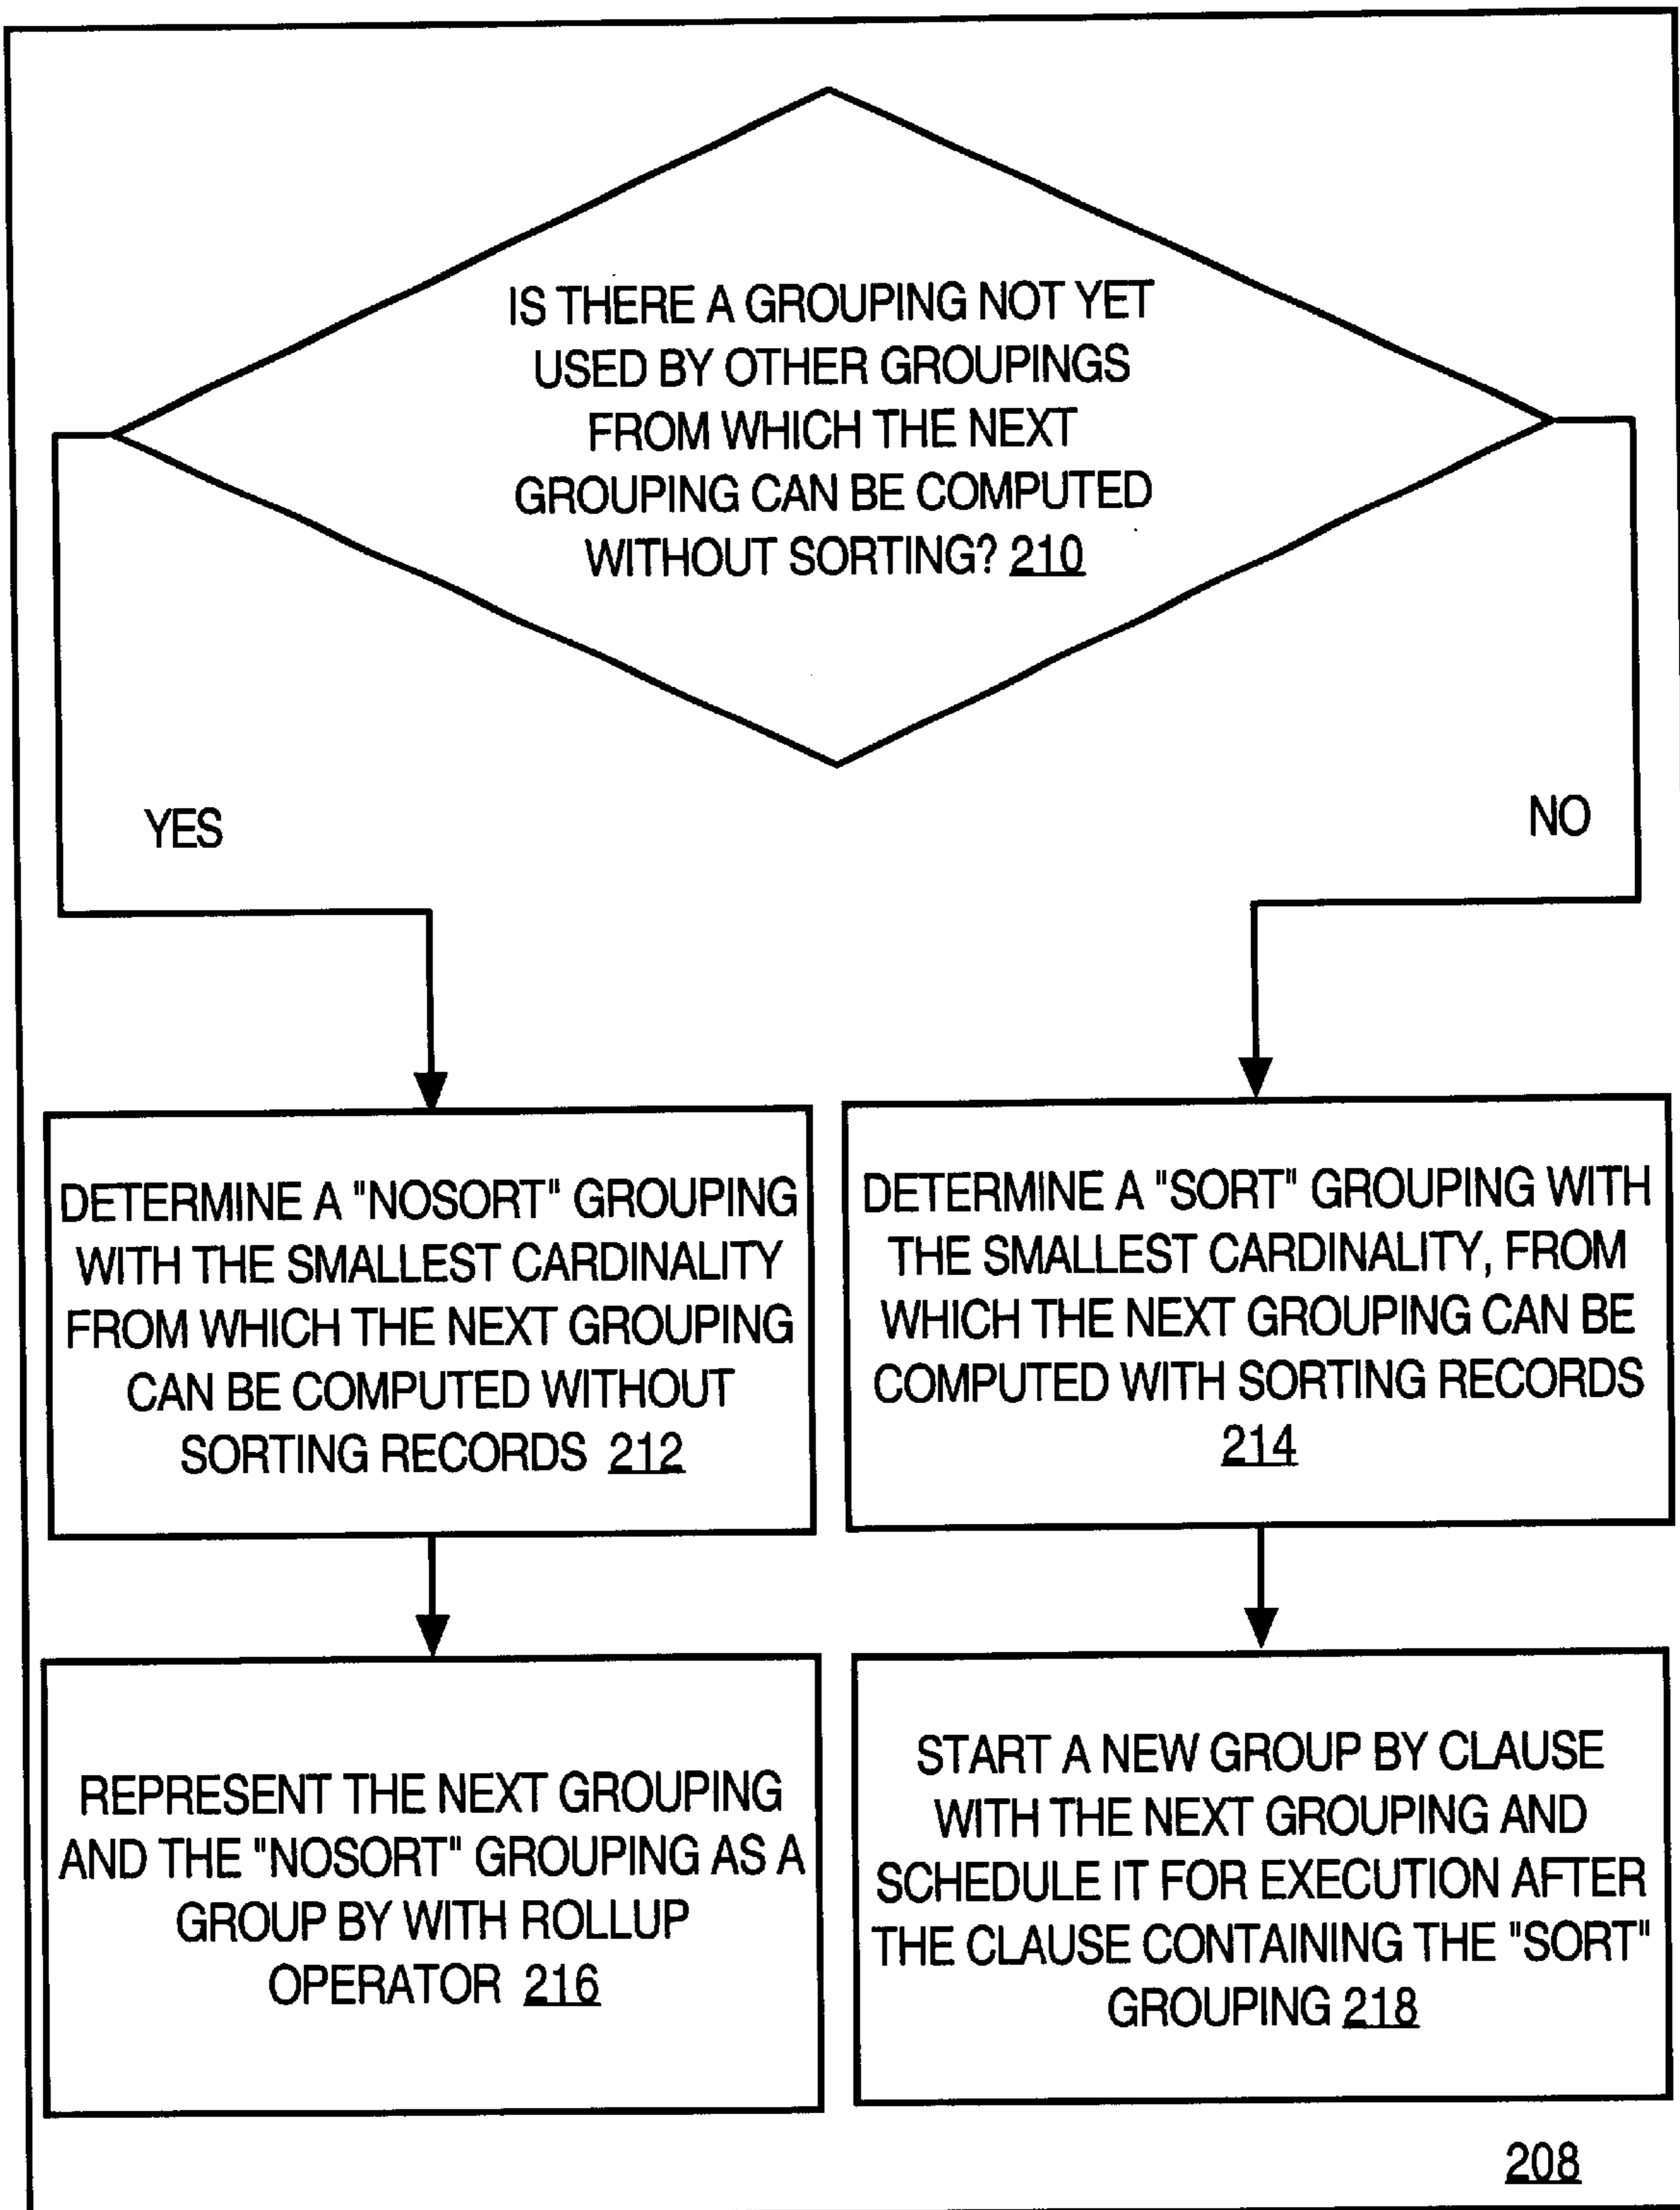 IS THERE A GROUPING NOT YET
USED BY OTHER GROUPINGS
FROM WHICH THE NEXT
GROUPING CAN BE COMPUTED
WITHOUT SORTING? 210
YES
NO
DETERMINE A "NOSORT" GROUPING
WITH THE SMALLEST CARDINALITY
FROM WHICH THE NEXT GROUPING
CAN BE COMPUTED WITHOUT
SORTING RECORDS 212
DETERMINE A "SORT" GROUPING WITH
THE SMALLEST CARDINALITY, FROM
WHICH THE NEXT GROUPING CAN BE
COMPUTED WITH SORTING RECORDS
214
REPRESENT THE NEXT GROUPING
AND THE "NOSORT" GROUPING AS A
GROUP BY WITH ROLLUP
OPERATOR 216
START A NEW GROUP BY CLAUSE
WITH THE NEXT GROUPING AND
SCHEDULE IT FOR EXECUTION AFTER
THE CLAUSE CONTAINING THE "SORT"
GROUPING 218
208